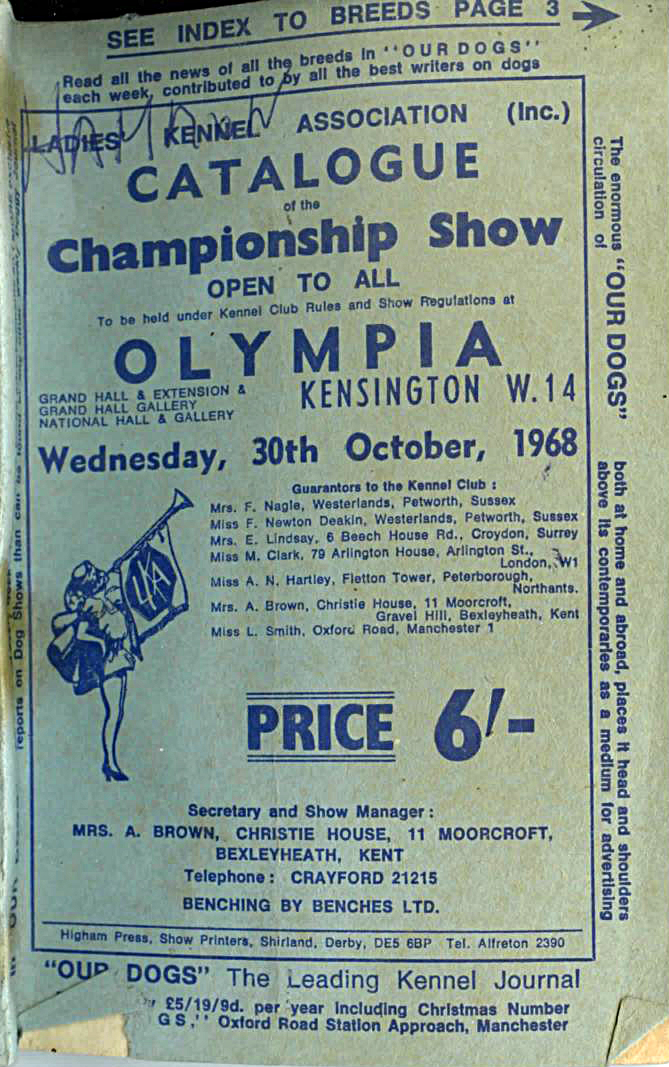 SEE INDEX TO BREEDS PAGE 3
Read all the news of all the breeds in "OUR DOGS"
each week, contributed to by all the best writers on dogs
LADIES' KENNEL ASSOCIATION (Inc.)
CATALOGUE
of the
Championship Show
OPEN TO ALL
To be held under Kennel Club Rules and Show Regulations at
OLYMPIA
GRAND HALL & EXTENSION &
GRAND HALL GALLERY
NATIONAL HALL & GALLERY
KENSINGTON W.14
Wednesday, 30th October, 1968
Guarantors to the Kennel Club :
Mrs. F. Nagle, Westerlands, Petworth, Sussex
Miss F. Newton Deakin, Westerlands, Petworth, Sussex
Mrs. E. Lindsay, 6 Beech House Rd., Croydon, Surrey
Miss M. Clark, 79 Arlington House, Arlington St.,
London, W1
Miss A. N. Hartley, Fletton Tower, Peterborough,
Northants.
Mrs. A. Brown, Christie House, 11 Moorcroft,
Gravel Hill, Bexleyheath, Kent
Miss L. Smith, Oxford Road, Manchester 1
LKA
PRICE 6/-
Secretary and Show Manager :
MRS. A. BROWN, CHRISTIE HOUSE, 11 MOORCROFT,
BEXLEYHEATH, KENT
Telephone : CRAYFORD 21215
BENCHING BY BENCHES LTD.
Higham Press, Show Printers, Shirland, Derby, DE5 6BP Tel. Alfreton 2390
"OUR DOGS" The Leading Kennel Journal
£5/19/9d. per year including Christmas Number
GS," Oxford Road Station Approach, Manchester
The enormous "OUR DOGS" both at home and abroad, places it head and shoulders
circulation of above its contemporaries as a medium for advertising
reports on Dog Shows than can be found